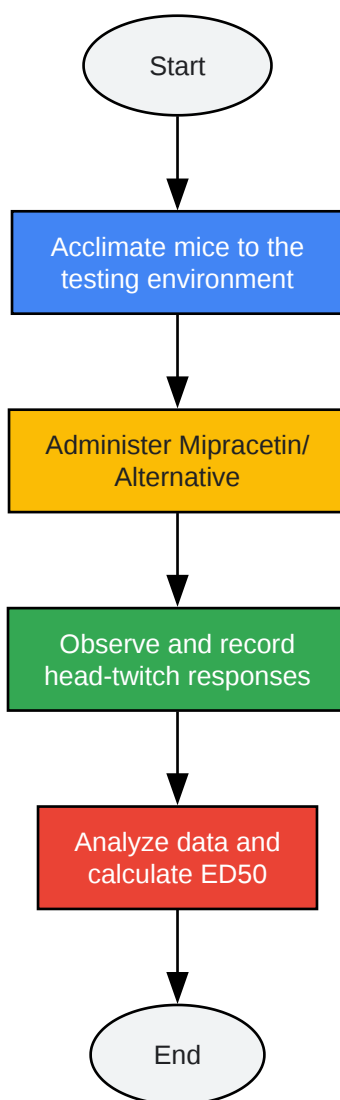 Start
Acclimate mice to the
testing environment
Administer Mipracetin/
Alternative
Observe and record
head-twitch responses
Analyze data and
calculate ED50
End